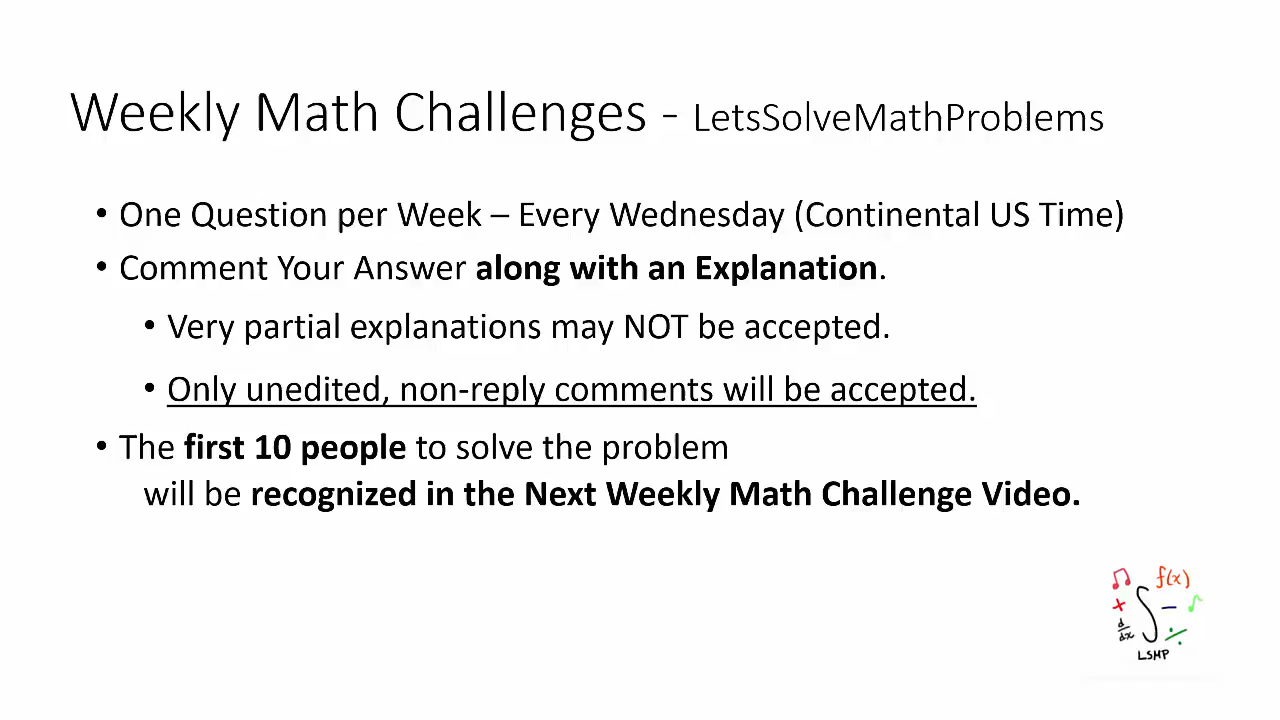 Weekly Math Challenges - LetsSolveMathProblems
• One Question per Week – Every Wednesday (Continental US Time)
• Comment Your Answer along with an Explanation.
• Very partial explanations may NOT be accepted.
• Only unedited, non-reply comments will be accepted.
• The first 10 people to solve the problem
will be recognized in the Next Weekly Math Challenge Video.
f(x)
+ ∫ −
d/dx ÷
LSMP